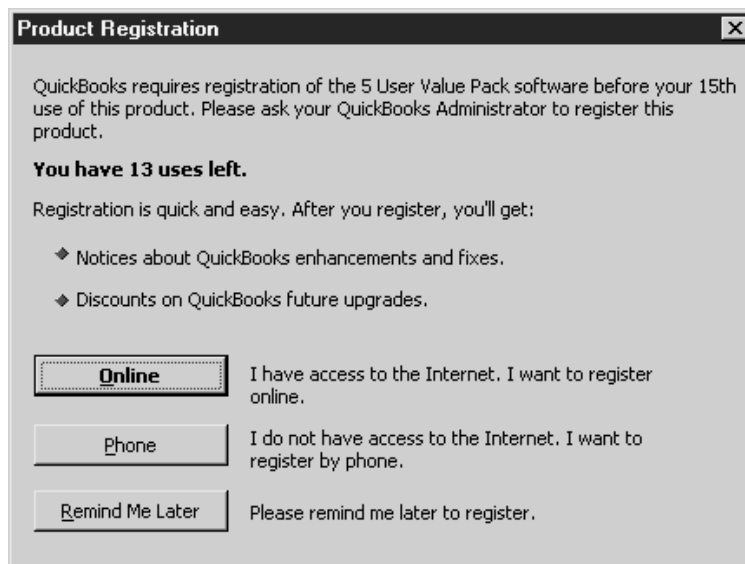 Product Registration
QuickBooks requires registration of the 5 User Value Pack software before your 15th
use of this product. Please ask your QuickBooks Administrator to register this
product.
You have 13 uses left.
Registration is quick and easy. After you register, you'll get:
Notices about QuickBooks enhancements and fixes.
Discounts on QuickBooks future upgrades.
Online
I have access to the Internet. I want to register
online.
Phone
I do not have access to the Internet. I want to
register by phone.
Remind Me Later
Please remind me later to register.